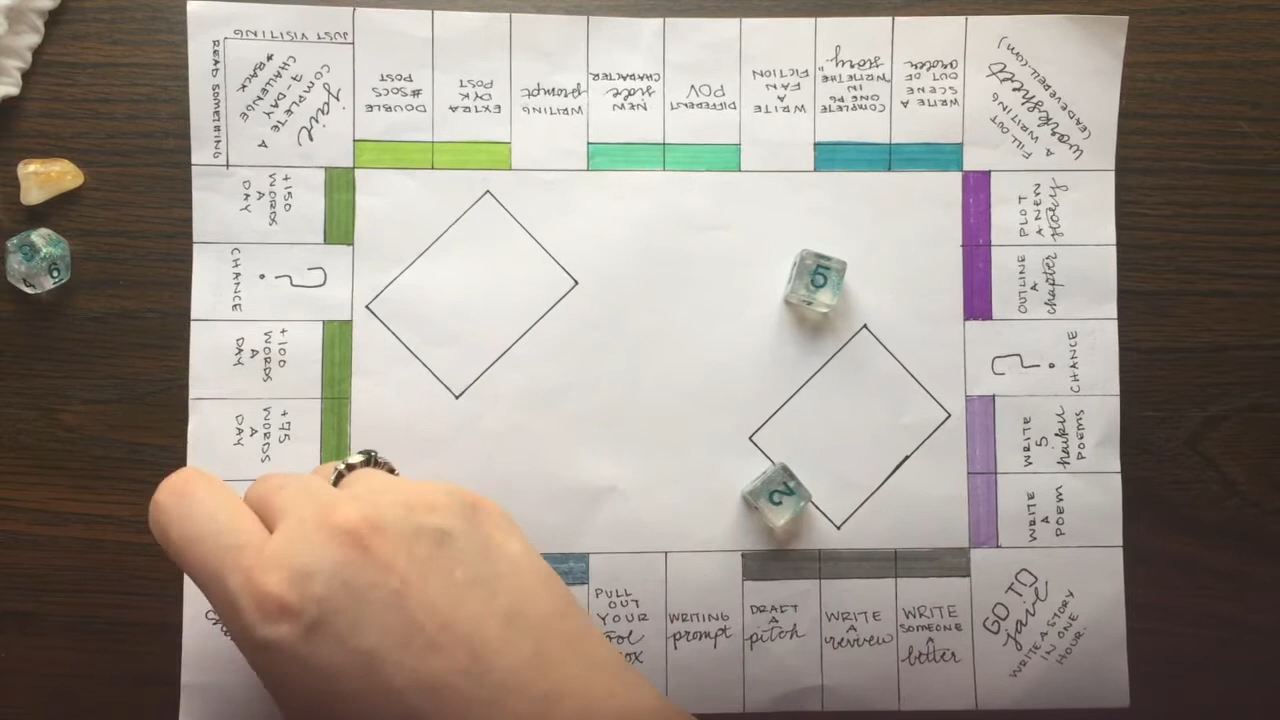 JUST VISITING
READ SOMETHING
jail
COMPLETE A
7-DAY
CHALLENGE
DOUBLE
#SOCS
POST
EXTRA
DYK
POST
WRITING
prompt
NEW
side
CHARACTER
DIFFERENT
POV
WRITE
A
FAN
FICTION
COMPLETE
ONE PG
IN
"WRITE THE
story."
WRITE A
SCENE
OUT OF
order
FILL OUT
A WRITING
worksheet
+150
WORDS
A
DAY
CHANCE
?
+100
WORDS
A
DAY
+75
WORDS
A
DAY
PLOT
A NEW
story
OUTLINE
A
chapter
?
CHANCE
WRITE
5
haiku
POEMS
WRITE
A
POEM
GO TO
jail
WRITE A STORY
IN ONE
HOUR.
WRITE
SOMEONE
A
letter
WRITE
A
review
DRAFT
A
pitch
WRITING
prompt
PULL
OUT
YOUR
5
2
6